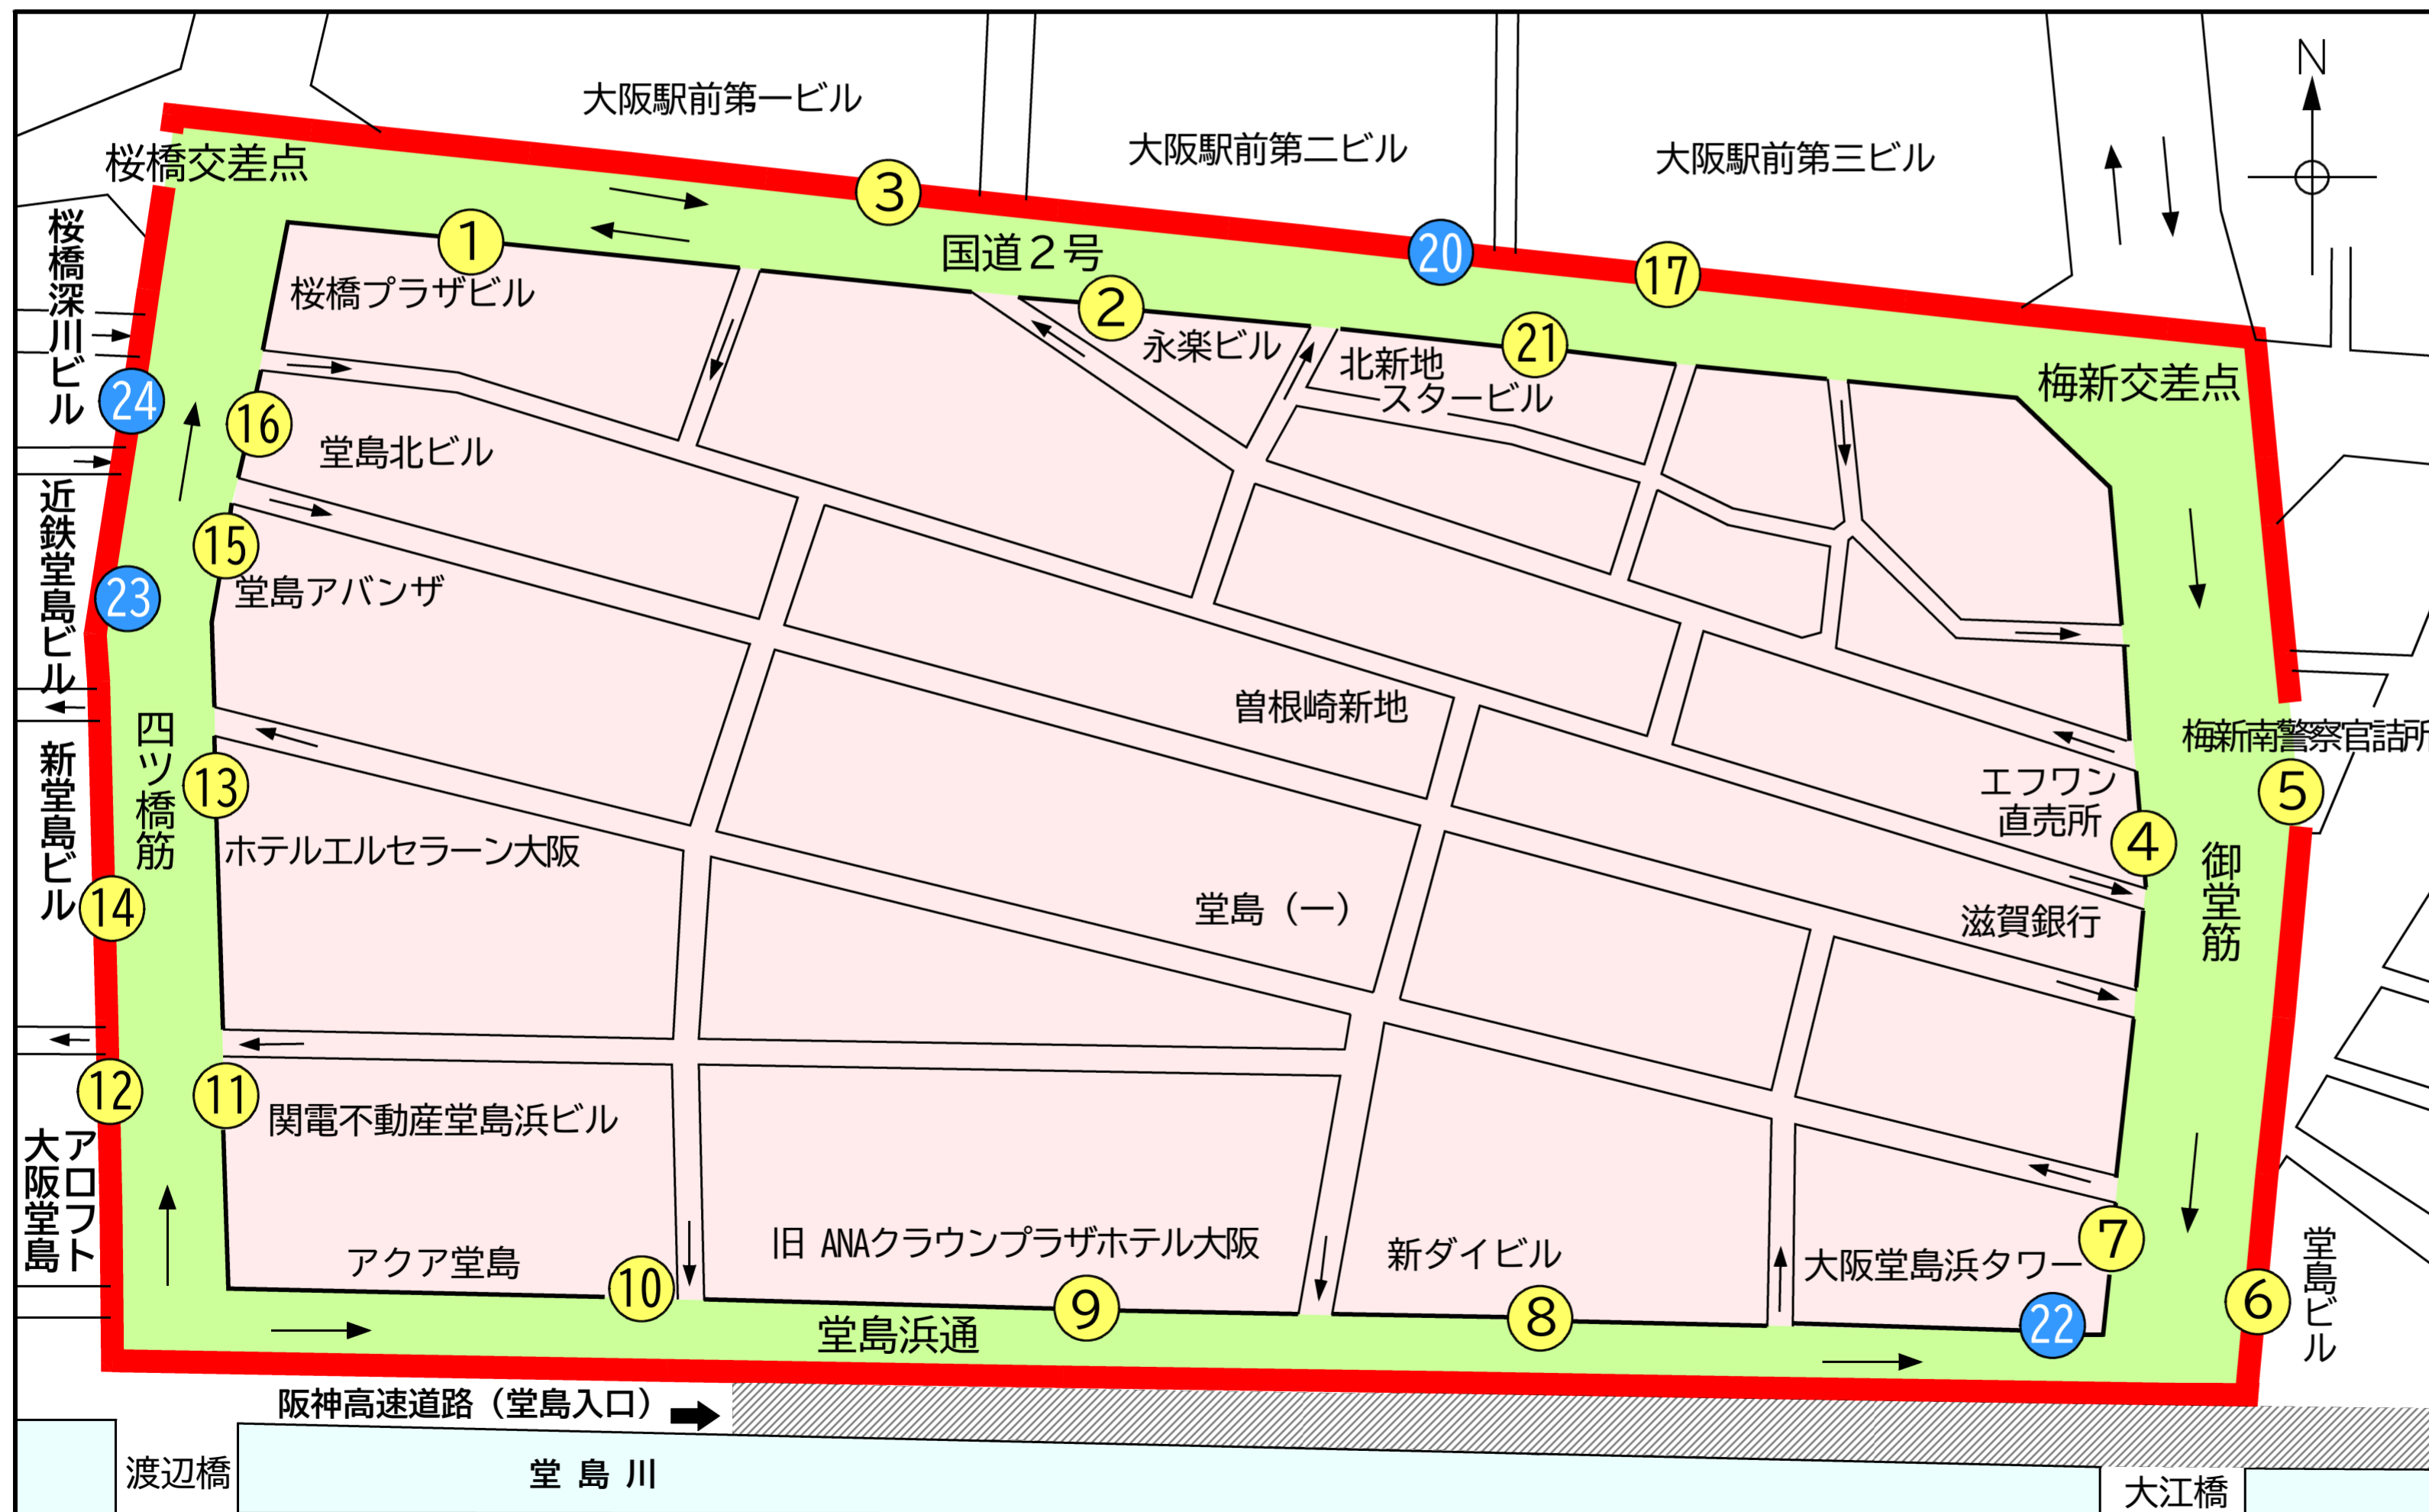 N
大阪駅前第一ビル
大阪駅前第二ビル
大阪駅前第三ビル
桜橋交差点
3
1
国道2号
20
17
桜橋深川ビル
桜橋プラザビル
2
永楽ビル
21
北新地
スタービル
梅新交差点
24
16
堂島北ビル
近鉄堂島ビル
15
23
堂島アバンザ
四ツ橋筋
曽根崎新地
梅新南警察官詰所
新堂島ビル
13
エフワン
直売所
5
4
ホテルエルセラーン大阪
御堂筋
14
堂島(一)
滋賀銀行
12
11
関電不動産堂島浜ビル
アロフト
大阪堂島
アクア堂島
10
旧 ANAクラウンプラザホテル大阪
9
新ダイビル
8
大阪堂島浜タワー
7
22
6
堂島ビル
堂島浜通
阪神高速道路(堂島入口)
渡辺橋
堂島川
大江橋